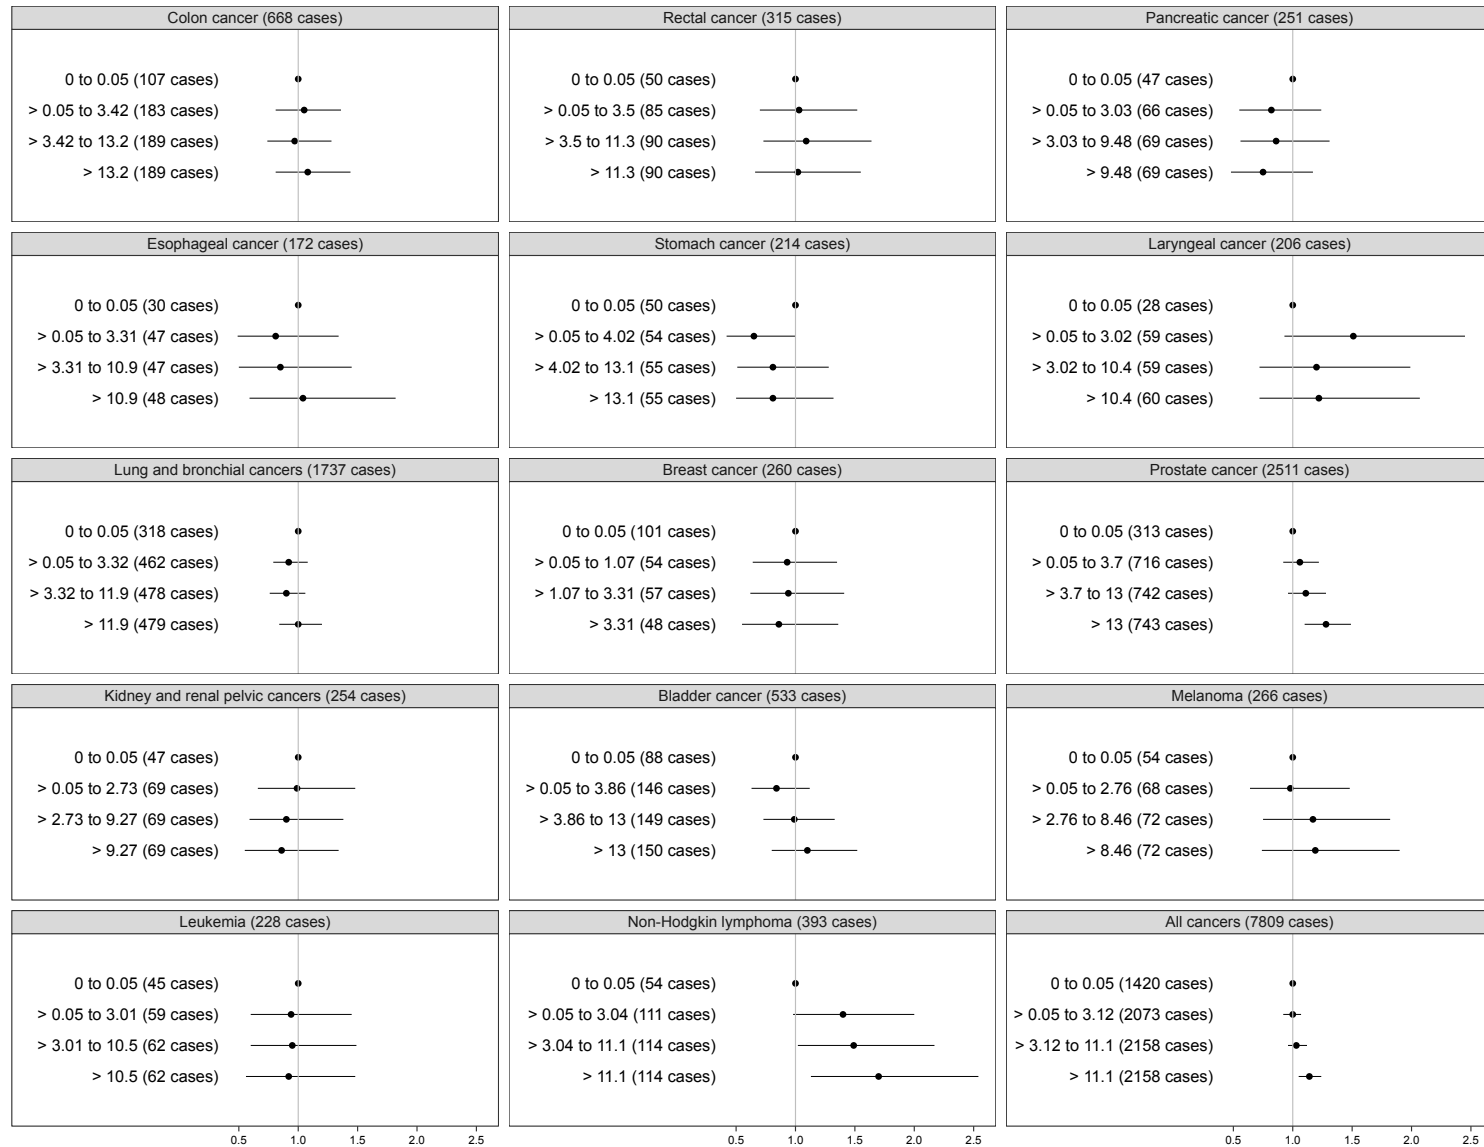 Colon cancer (668 cases)
0 to 0.05 (107 cases)
> 0.05 to 3.42 (183 cases)
> 3.42 to 13.2 (189 cases)
> 13.2 (189 cases)
Rectal cancer (315 cases)
0 to 0.05 (50 cases)
> 0.05 to 3.5 (85 cases)
> 3.5 to 11.3 (90 cases)
> 11.3 (90 cases)
Pancreatic cancer (251 cases)
0 to 0.05 (47 cases)
> 0.05 to 3.03 (66 cases)
> 3.03 to 9.48 (69 cases)
> 9.48 (69 cases)
Esophageal cancer (172 cases)
0 to 0.05 (30 cases)
> 0.05 to 3.31 (47 cases)
> 3.31 to 10.9 (47 cases)
> 10.9 (48 cases)
Stomach cancer (214 cases)
0 to 0.05 (50 cases)
> 0.05 to 4.02 (54 cases)
> 4.02 to 13.1 (55 cases)
> 13.1 (55 cases)
Laryngeal cancer (206 cases)
0 to 0.05 (28 cases)
> 0.05 to 3.02 (59 cases)
> 3.02 to 10.4 (59 cases)
> 10.4 (60 cases)
Lung and bronchial cancers (1737 cases)
0 to 0.05 (318 cases)
> 0.05 to 3.32 (462 cases)
> 3.32 to 11.9 (478 cases)
> 11.9 (479 cases)
Breast cancer (260 cases)
0 to 0.05 (101 cases)
> 0.05 to 1.07 (54 cases)
> 1.07 to 3.31 (57 cases)
> 3.31 (48 cases)
Prostate cancer (2511 cases)
0 to 0.05 (313 cases)
> 0.05 to 3.7 (716 cases)
> 3.7 to 13 (742 cases)
> 13 (743 cases)
Kidney and renal pelvic cancers (254 cases)
0 to 0.05 (47 cases)
> 0.05 to 2.73 (69 cases)
> 2.73 to 9.27 (69 cases)
> 9.27 (69 cases)
Bladder cancer (533 cases)
0 to 0.05 (88 cases)
> 0.05 to 3.86 (146 cases)
> 3.86 to 13 (149 cases)
> 13 (150 cases)
Melanoma (266 cases)
0 to 0.05 (54 cases)
> 0.05 to 2.76 (68 cases)
> 2.76 to 8.46 (72 cases)
> 8.46 (72 cases)
Leukemia (228 cases)
0 to 0.05 (45 cases)
> 0.05 to 3.01 (59 cases)
> 3.01 to 10.5 (62 cases)
> 10.5 (62 cases)
0.5 1.0 1.5 2.0 2.5
Non-Hodgkin lymphoma (393 cases)
0 to 0.05 (54 cases)
> 0.05 to 3.04 (111 cases)
> 3.04 to 11.1 (114 cases)
> 11.1 (114 cases)
0.5 1.0 1.5 2.0 2.5
All cancers (7809 cases)
0 to 0.05 (1420 cases)
> 0.05 to 3.12 (2073 cases)
> 3.12 to 11.1 (2158 cases)
> 11.1 (2158 cases)
0.5 1.0 1.5 2.0 2.5